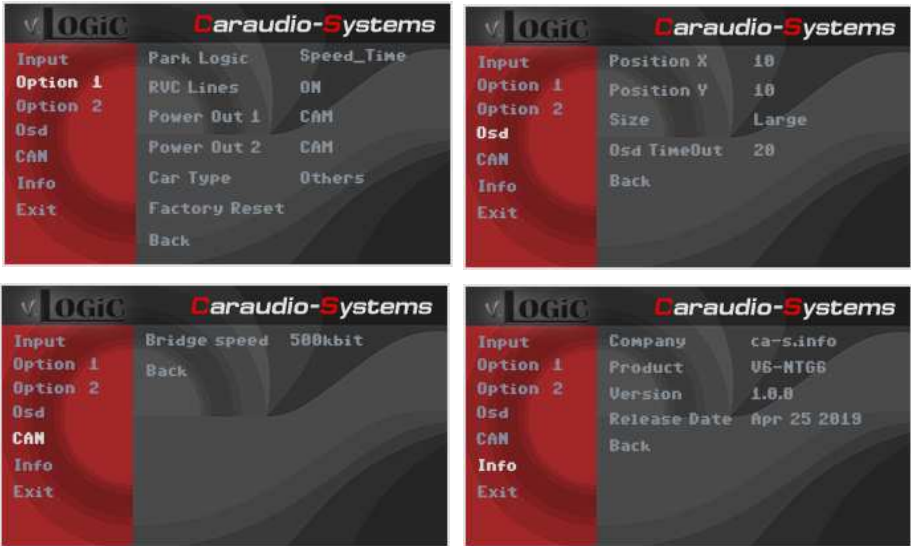 v.LOGiC Caraudio-Systems
Input
Option 1
Option 2
Osd
CAN
Info
Exit
Park Logic Speed_Time
RVC Lines ON
Power Out 1 CAM
Power Out 2 CAM
Car Type Others
Factory Reset
Back
v.LOGiC Caraudio-Systems
Input
Option 1
Option 2
Osd
CAN
Info
Exit
Position X 10
Position Y 10
Size Large
Osd TimeOut 20
Back
v.LOGiC Caraudio-Systems
Input
Option 1
Option 2
Osd
CAN
Info
Exit
Bridge speed 500kbit
Back
v.LOGiC Caraudio-Systems
Input
Option 1
Option 2
Osd
CAN
Info
Exit
Company ca-s.info
Product V6-NTG6
Version 1.0.0
Release Date Apr 25 2019
Back